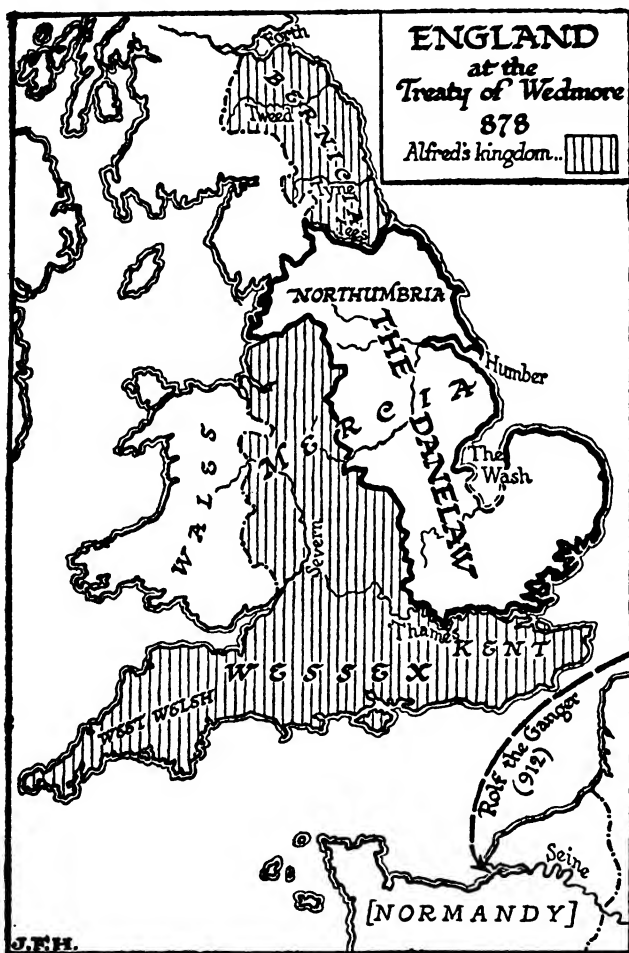 ENGLAND
at the
Treaty of Wedmore
878
Alfred's kingdom..
Forth
BERNICIA
Tweed
Tyne
Tees
NORTHUMBRIA
THE DANELAW
Humber
MERCIA
The
Wash
WALES
Severn
Thames
KENT
WESSEX
WEST WELSH
Rolf the Ganger
(912)
Seine
[NORMANDY]
J.F.H.